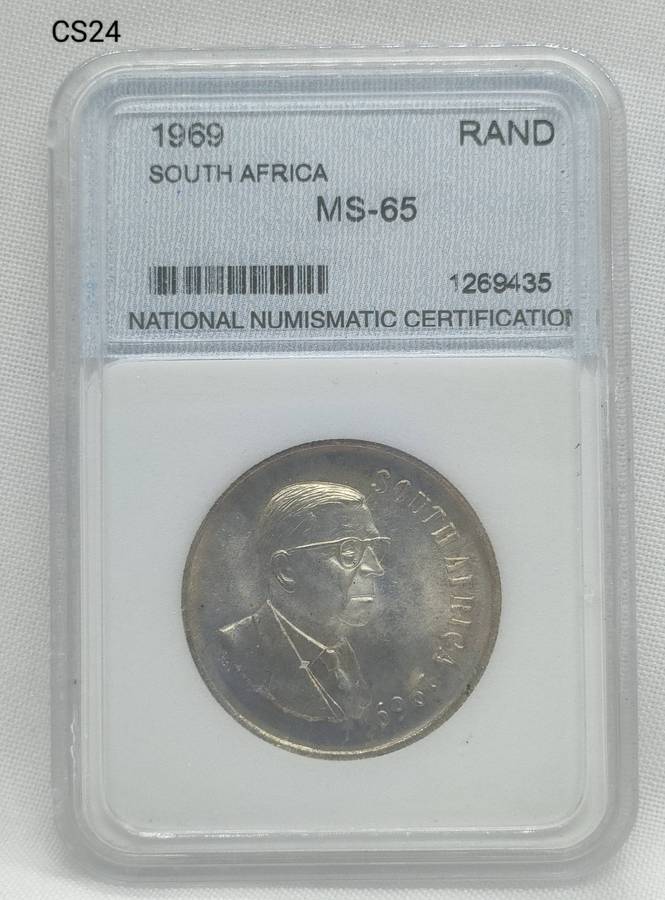 CS24
1969 RAND
SOUTH AFRICA
MS-65
1269435
NATIONAL NUMISMATIC CERTIFICATION
SOUTH AFRICA 1969